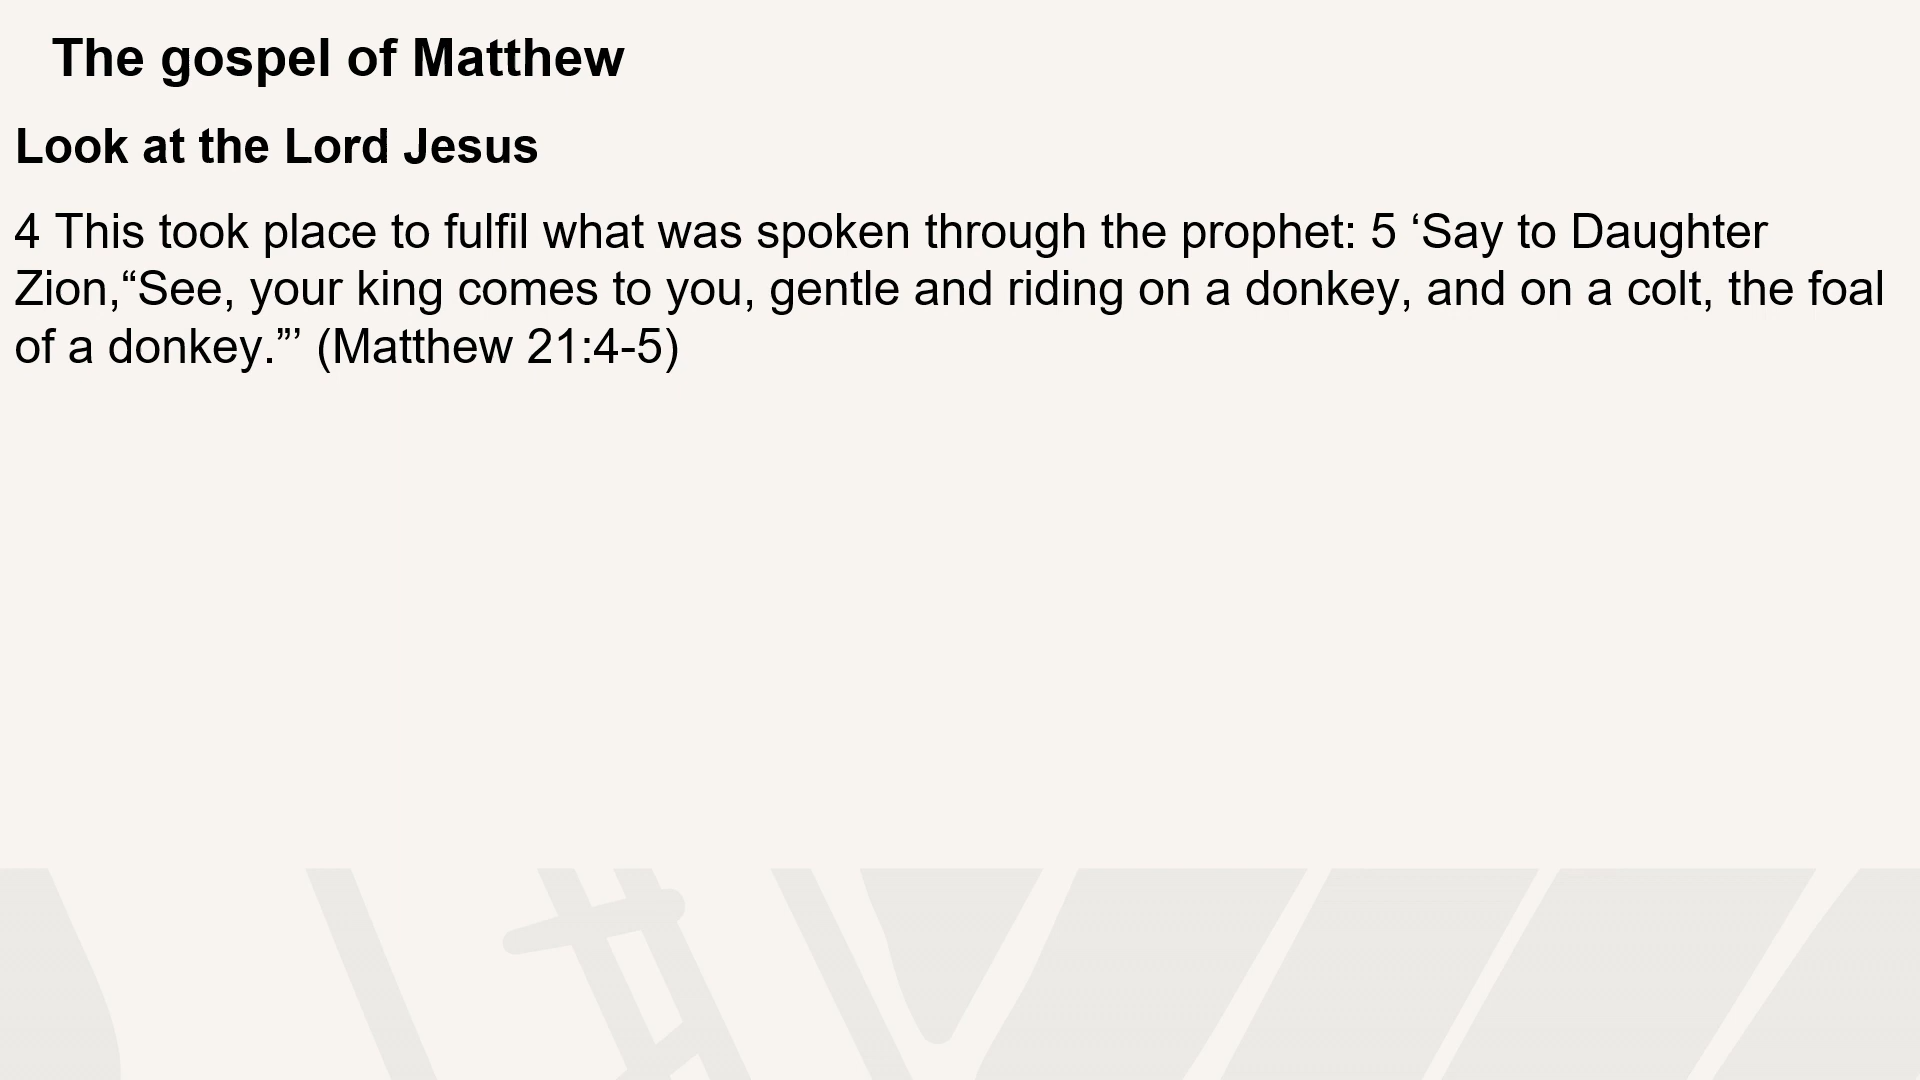 The gospel of Matthew
Look at the Lord Jesus
4 This took place to fulfil what was spoken through the prophet: 5 ‘Say to Daughter
Zion,“See, your king comes to you, gentle and riding on a donkey, and on a colt, the foal
of a donkey.”’ (Matthew 21:4-5)